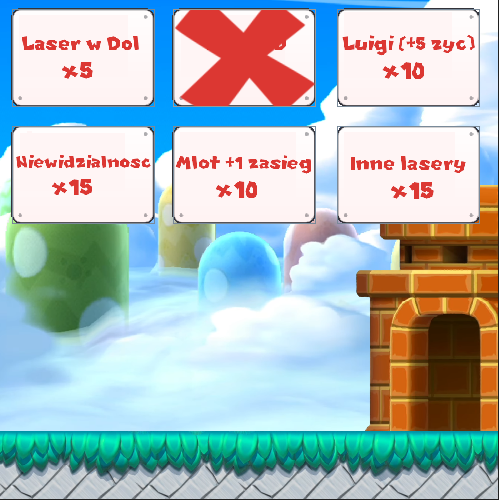 Laser w Dol
x5
Luigi (+5 zyc)
x10
Niewidzialnosc
x15
Mlot +1 zasieg
x10
Inne lasery
x15